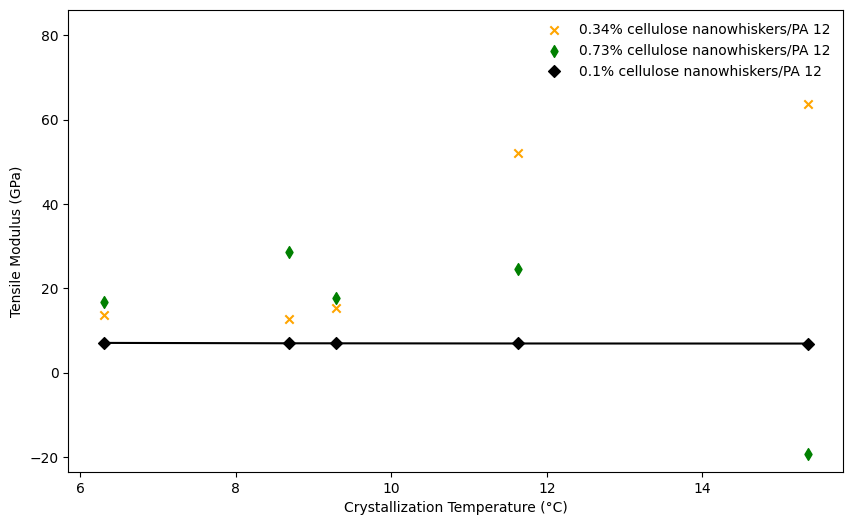 0.34% cellulose nanowhiskers/PA 12
0.73% cellulose nanowhiskers/PA 12
0.1% cellulose nanowhiskers/PA 12
Tensile Modulus (GPa)
80
60
40
20
0
−20
6
8
10
12
14
Crystallization Temperature (°C)